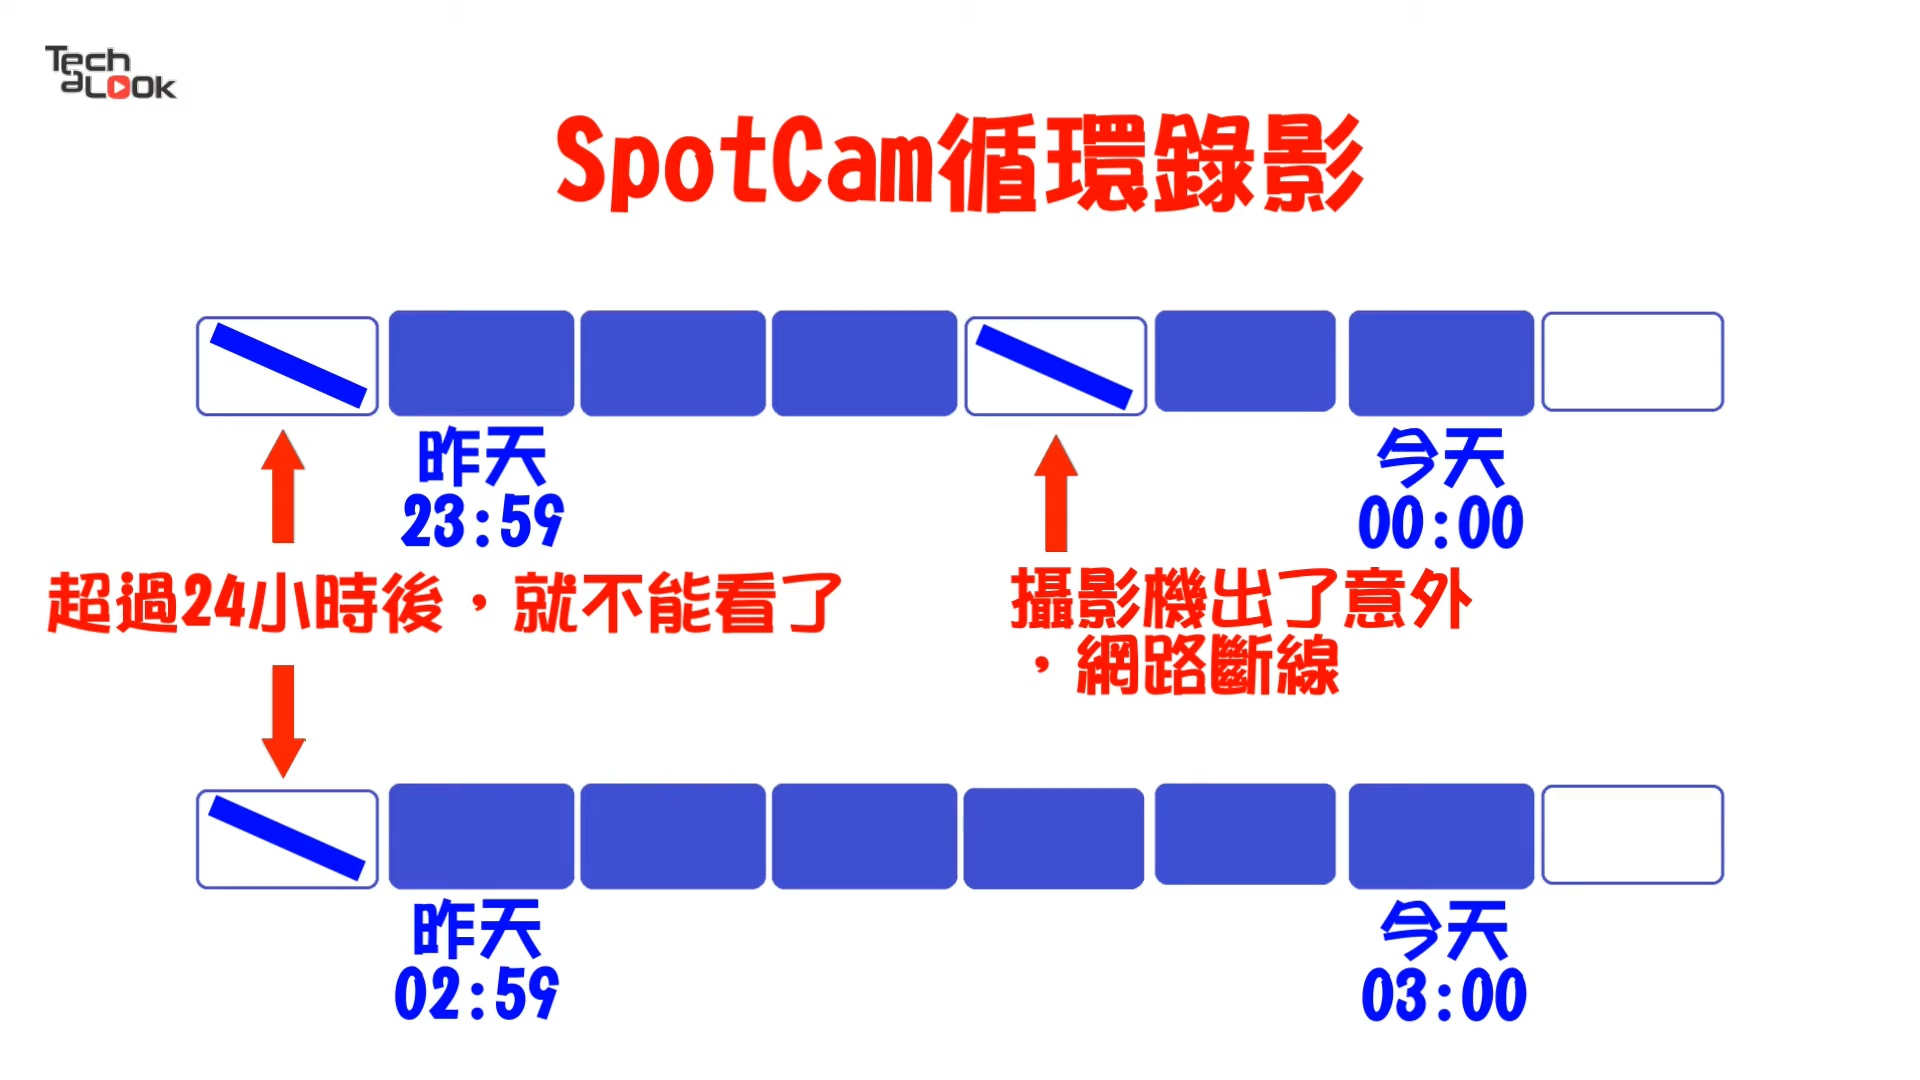 Tech
aLOOk
SpotCam循環錄影
昨天
23:59
今天
00:00
超過24小時後，就不能看了
攝影機出了意外
，網路斷線
昨天
02:59
今天
03:00